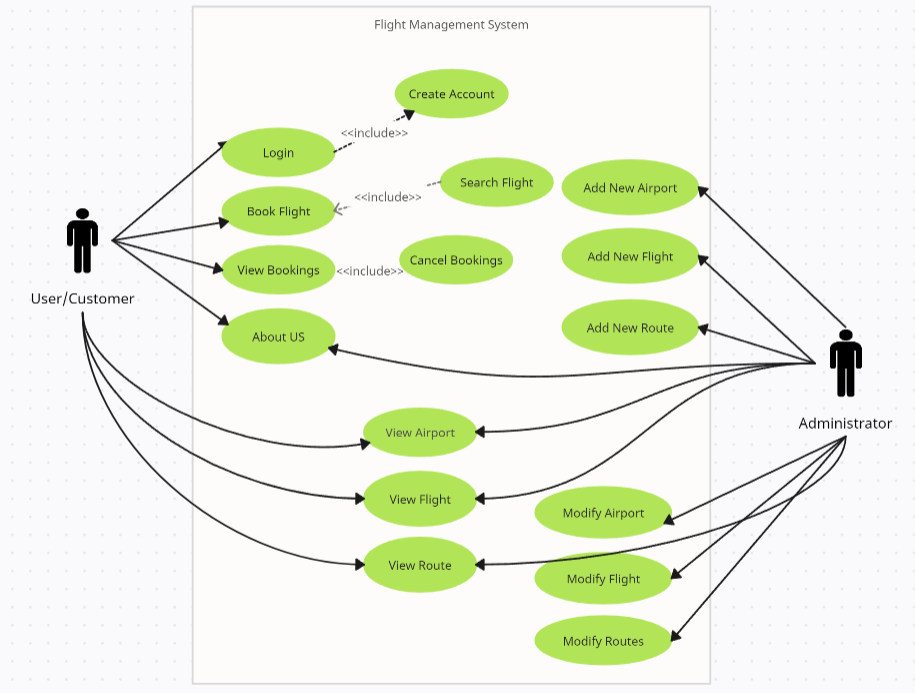 Flight Management System
Create Account
<<include>>
Login
Search Flight
<<include>>
Add New Airport
Book Flight
View Bookings
<<include>>
Cancel Bookings
Add New Flight
User/Customer
About US
Add New Route
View Airport
Administrator
View Flight
Modify Airport
View Route
Modify Flight
Modify Routes